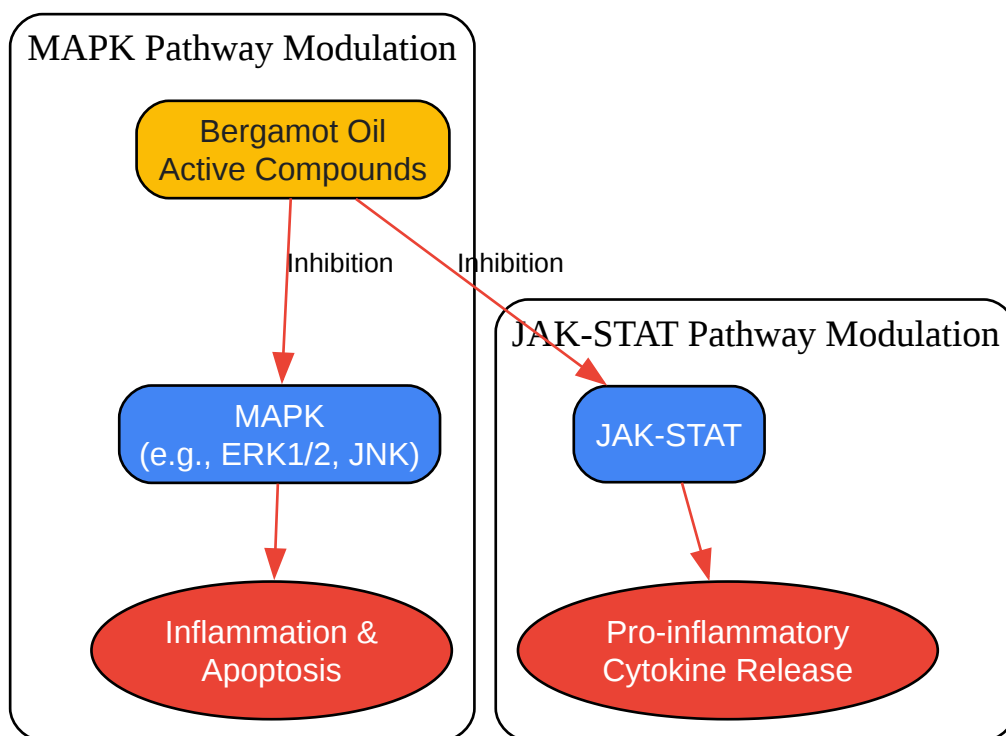 MAPK Pathway Modulation
Bergamot Oil
Active Compounds
Inhibition
Inhibition
JAK-STAT Pathway Modulation
MAPK
(e.g., ERK1/2, JNK)
JAK-STAT
Inflammation &
Apoptosis
Pro-inflammatory
Cytokine Release